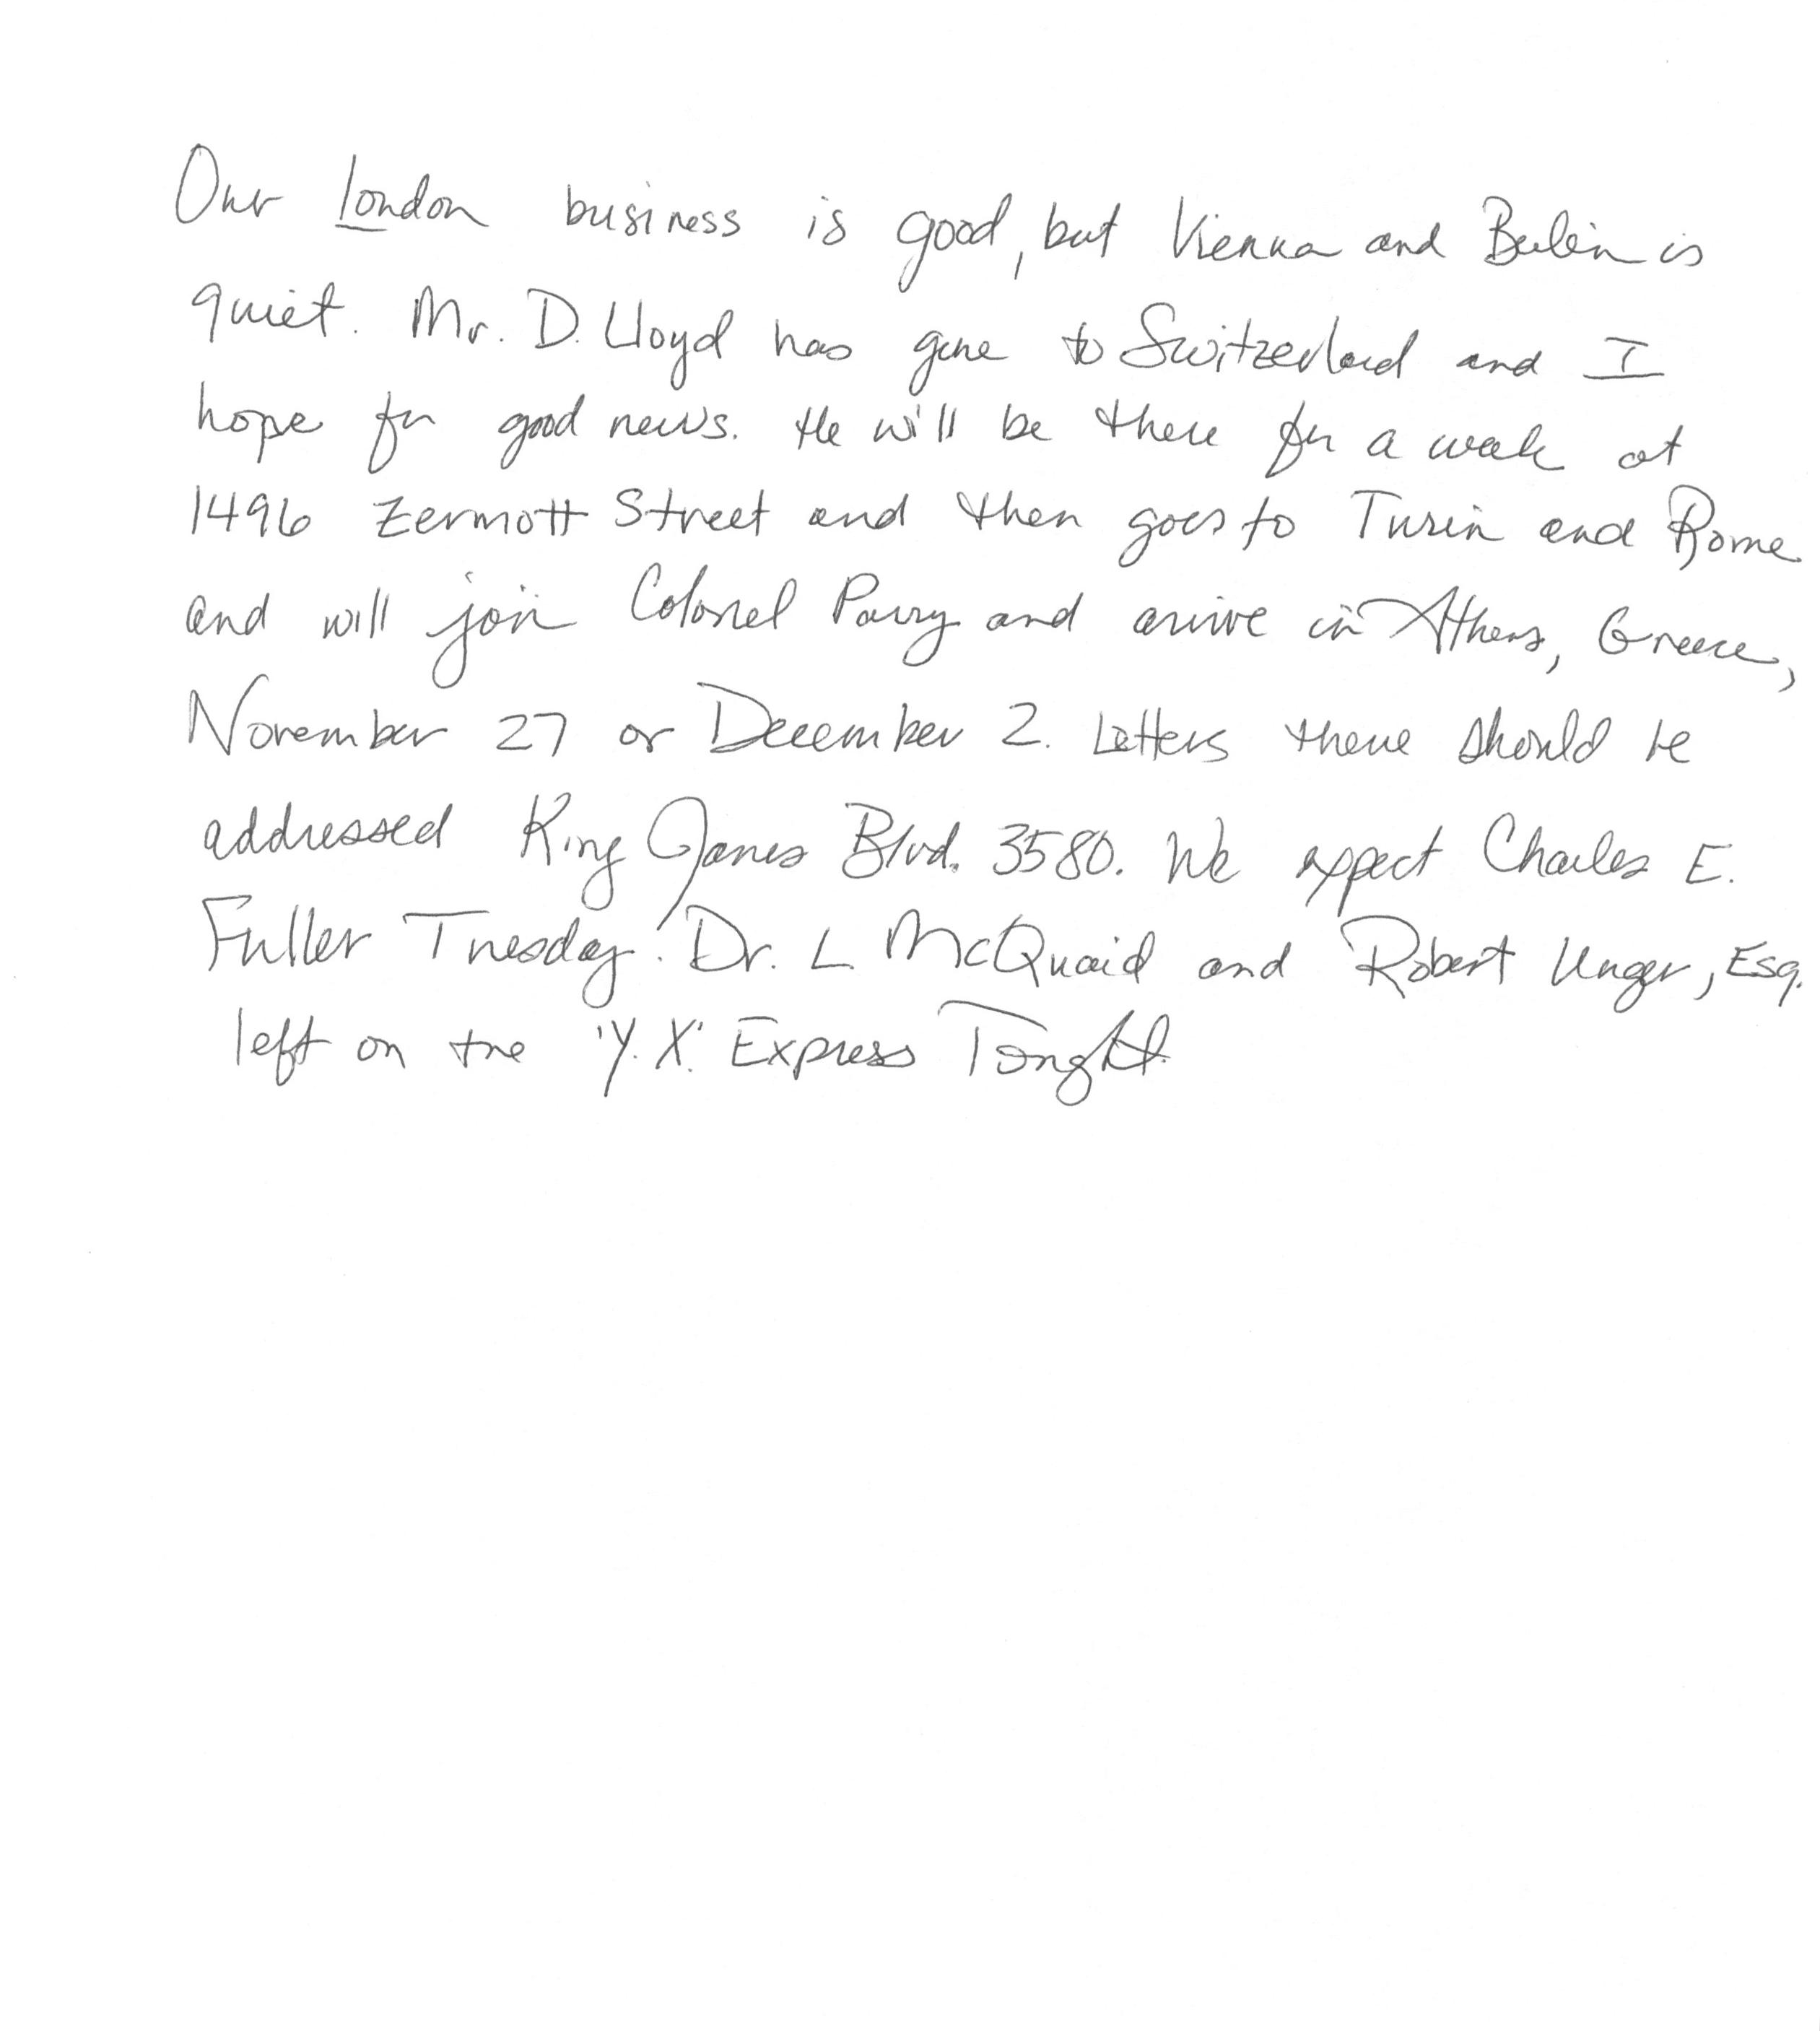 Our London business is good, but Vienna and Berlin is
quiet. Mr. D. Lloyd has gone to Switzerland and I
hope for good news. He will be there for a week at
1496 Zermott Street and then goes to Turin and Rome
and will join Colonel Parry and arrive in Athens, Greece,
November 27 or December 2. Letters there should be
addressed King James Blvd. 3580. We expect Charles E.
Fuller Tuesday. Dr. L. McQuaid and Robert Unger, Esq.
left on the 'Y.X.' Express Tonight.